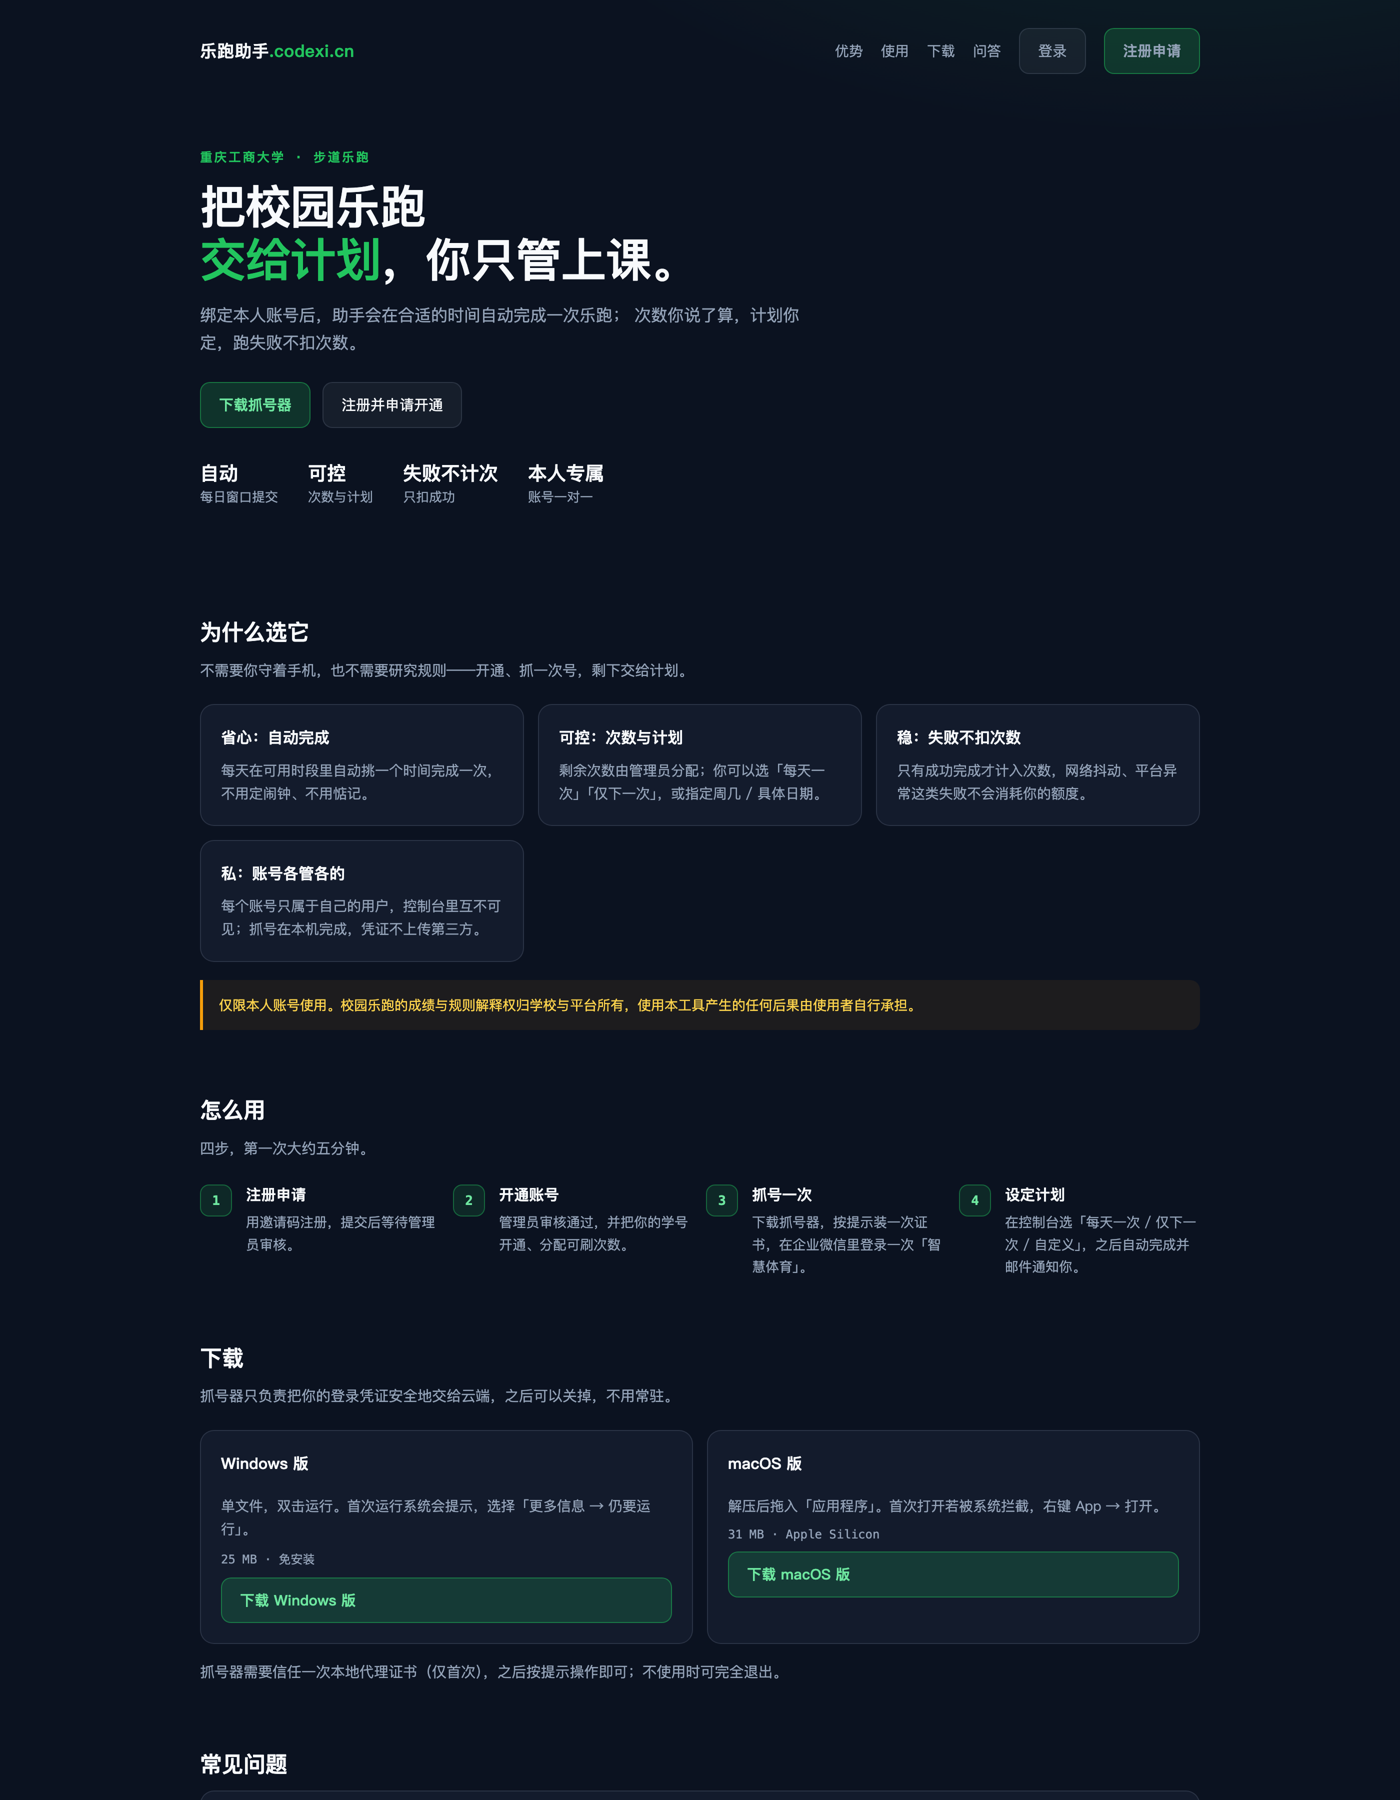 乐跑助手.codexi.cn
优势 使用 下载 问答 登录 注册申请
重庆工商大学 · 步道乐跑
把校园乐跑
交给计划，你只管上课。
绑定本人账号后，助手会在合适的时间自动完成一次乐跑； 次数你说了算，计划你
定，跑失败不扣次数。
下载抓号器 注册并申请开通
自动 可控 失败不计次 本人专属
每日窗口提交 次数与计划 只扣成功 账号一对一
为什么选它
不需要你守着手机，也不需要研究规则——开通、抓一次号，剩下交给计划。
省心：自动完成
每天在可用时段里自动挑一个时间完成一次，
不用定闹钟、不用惦记。
可控：次数与计划
剩余次数由管理员分配；你可以选「每天一
次」「仅下一次」，或指定周几 / 具体日期。
稳：失败不扣次数
只有成功完成才计入次数，网络抖动、平台异
常这类失败不会消耗你的额度。
私：账号各管各的
每个账号只属于自己的用户，控制台里互不可
见；抓号在本机完成，凭证不上传第三方。
仅限本人账号使用。校园乐跑的成绩与规则解释权归学校与平台所有，使用本工具产生的任何后果由使用者自行承担。
怎么用
四步，第一次大约五分钟。
1 注册申请
用邀请码注册，提交后等待管理
员审核。
2 开通账号
管理员审核通过，并把你的学号
开通、分配可刷次数。
3 抓号一次
下载抓号器，按提示装一次证
书，在企业微信里登录一次「智
慧体育」。
4 设定计划
在控制台选「每天一次 / 仅下一
次 / 自定义」，之后自动完成并
邮件通知你。
下载
抓号器只负责把你的登录凭证安全地交给云端，之后可以关掉，不用常驻。
Windows 版
单文件，双击运行。首次运行系统会提示，选择「更多信息 → 仍要运
行」。
25 MB · 免安装
下载 Windows 版
macOS 版
解压后拖入「应用程序」。首次打开若被系统拦截，右键 App → 打开。
31 MB · Apple Silicon
下载 macOS 版
抓号器需要信任一次本地代理证书（仅首次），之后按提示操作即可；不使用时可完全退出。
常见问题